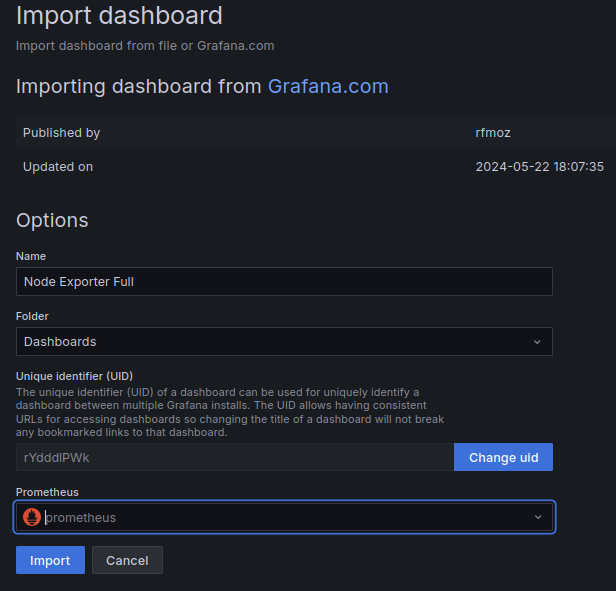 Import dashboard
Import dashboard from file or Grafana.com
Importing dashboard from Grafana.com
Published by rfmoz
Updated on 2024-05-22 18:07:35
Options
Name
Node Exporter Full
Folder
Dashboards
Unique identifier (UID)
The unique identifier (UID) of a dashboard can be used for uniquely identify a
dashboard between multiple Grafana installs. The UID allows having consistent
URLs for accessing dashboards so changing the title of a dashboard will not break
any bookmarked links to that dashboard.
rYdddlPWk Change uid
Prometheus
prometheus
Import Cancel